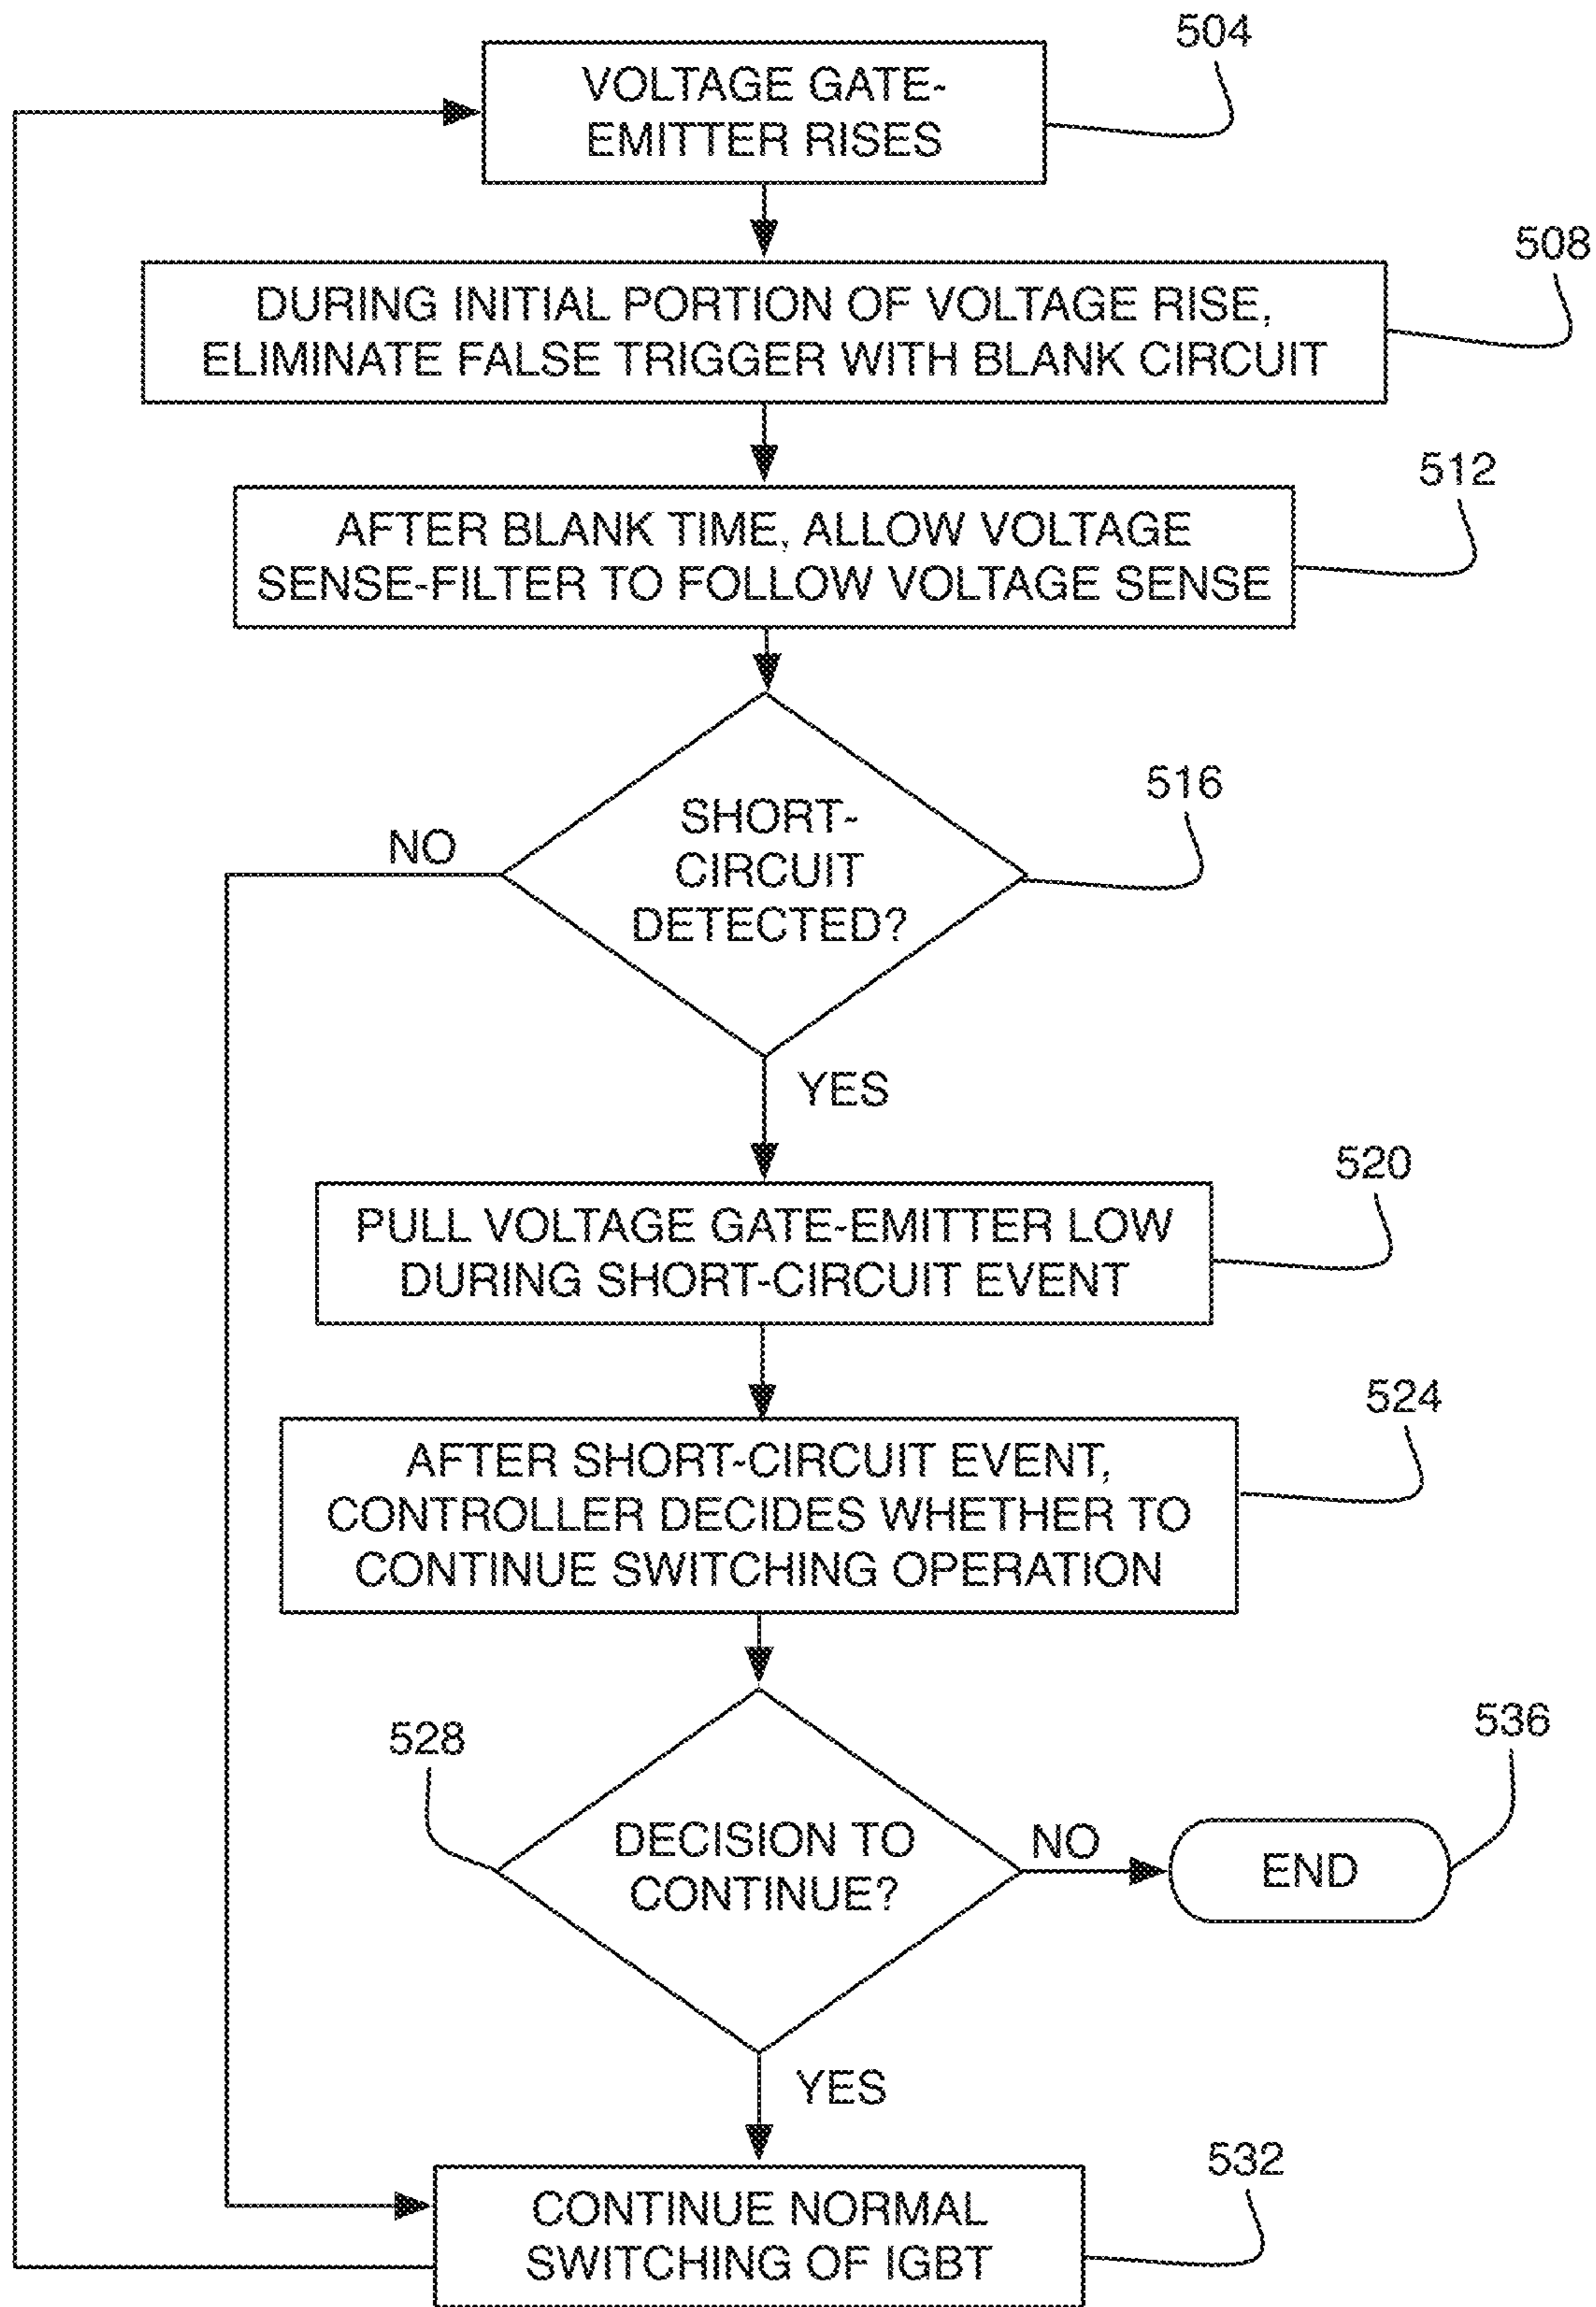 504
VOLTAGE GATE-
EMITTER RISES
508
DURING INITIAL PORTION OF VOLTAGE RISE,
ELIMINATE FALSE TRIGGER WITH BLANK CIRCUIT
512
AFTER BLANK TIME, ALLOW VOLTAGE
SENSE-FILTER TO FOLLOW VOLTAGE SENSE
516
SHORT-
CIRCUIT
DETECTED?
NO
YES
520
PULL VOLTAGE GATE-EMITTER LOW
DURING SHORT-CIRCUIT EVENT
524
AFTER SHORT-CIRCUIT EVENT,
CONTROLLER DECIDES WHETHER TO
CONTINUE SWITCHING OPERATION
528
DECISION TO
CONTINUE?
NO
536
END
YES
532
CONTINUE NORMAL
SWITCHING OF IGBT